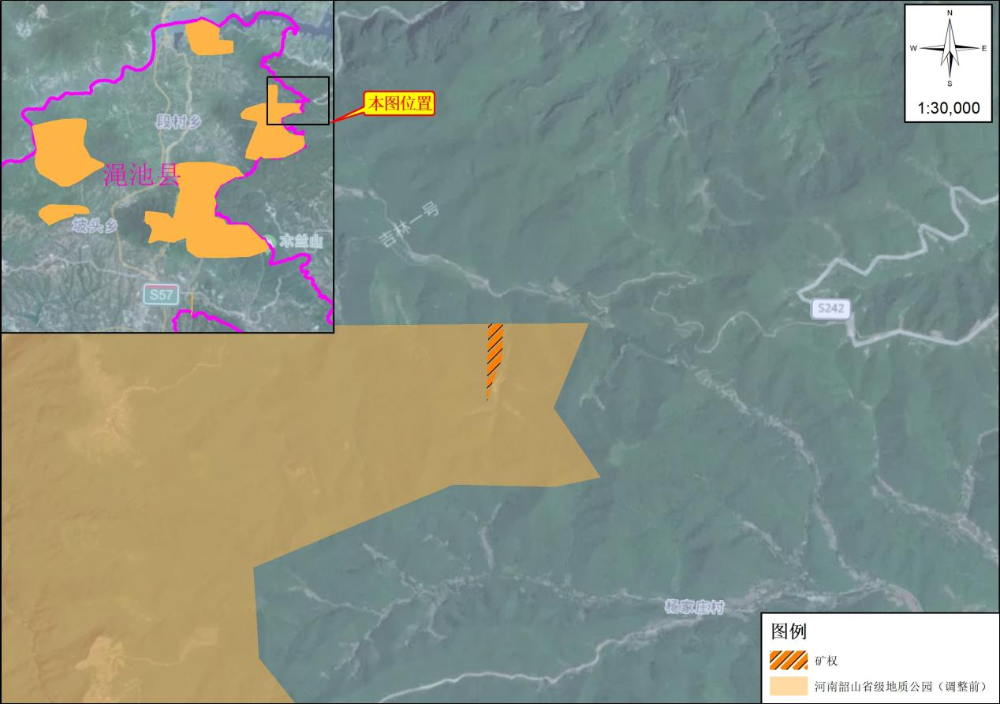 段村乡
渑池县
坡头乡
木兰山
S57
本图位置
N
W
E
S
1:30,000
吉林一号
S242
杨家庄村
图例
矿权
河南韶山省级地质公园（调整前）